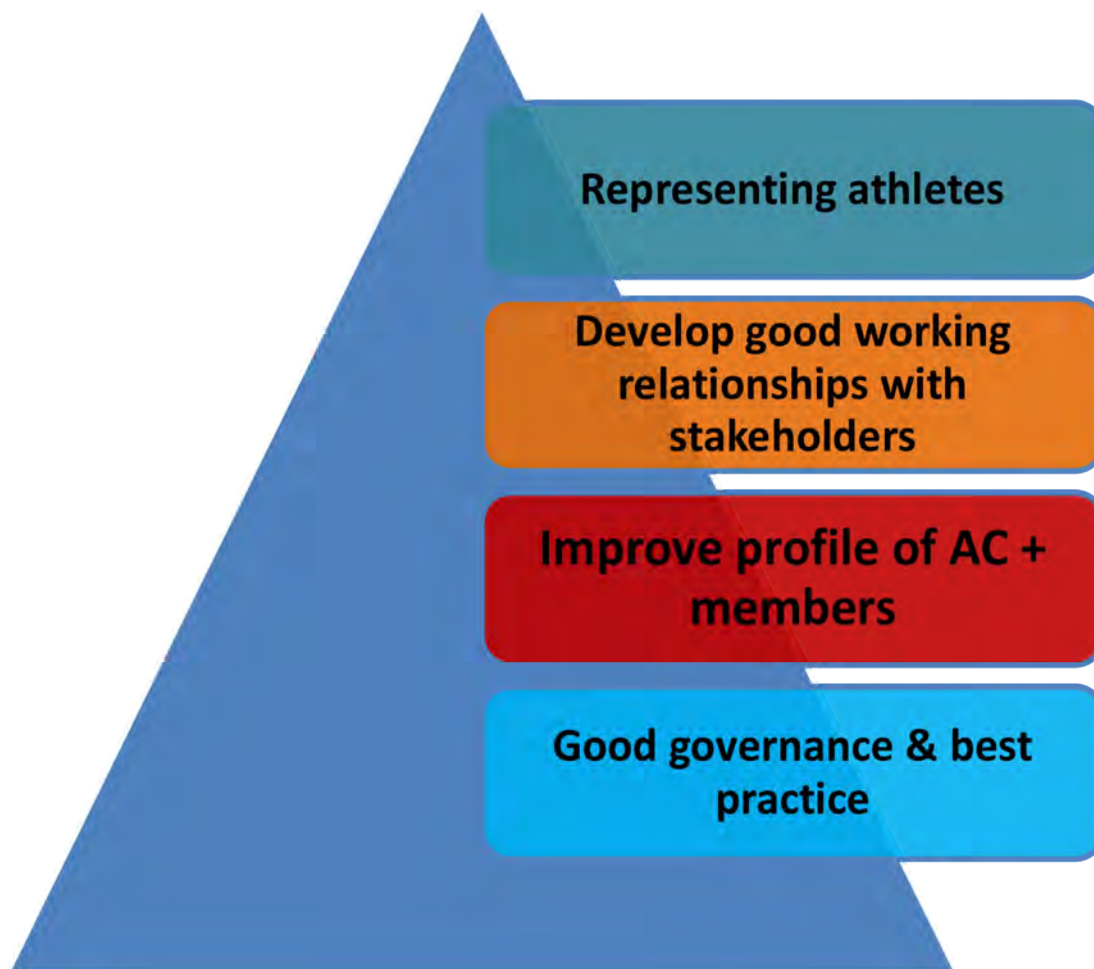 Representing athletes
Develop good working
relationships with
stakeholders
Improve profile of AC +
members
Good governance & best
practice